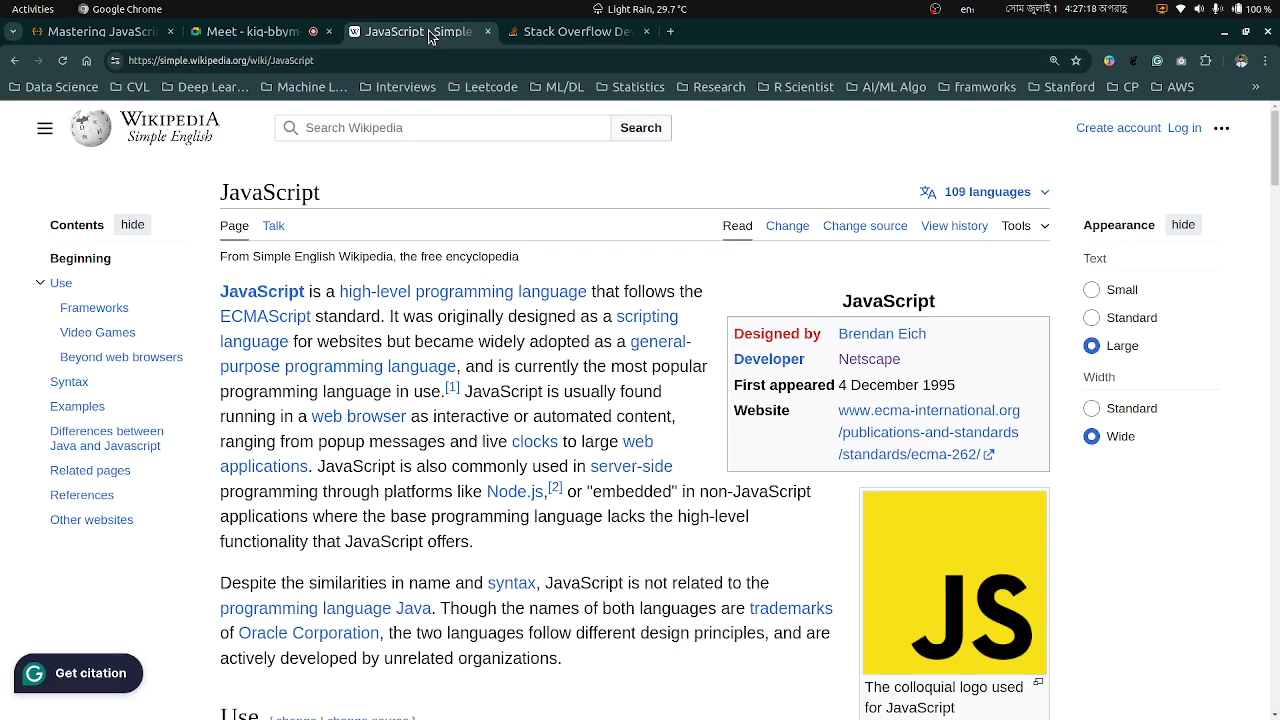 Activities
Google Chrome
Light Rain, 29.7 °C
en
4:27:18
100 %
Mastering JavaScri
Meet - kig-bbym-
JavaScript - Simple
Stack Overflow Dev
https://simple.wikipedia.org/wiki/JavaScript
Data Science
CVL
Deep Lear…
Machine L…
Interviews
Leetcode
ML/DL
Statistics
Research
R Scientist
AI/ML Algo
framworks
Stanford
CP
AWS
WIKIPEDIA
Simple English
Search Wikipedia
Search
Create account
Log in
JavaScript
109 languages
Contents
hide
Page
Talk
Read
Change
Change source
View history
Tools
Appearance
hide
Beginning
Use
Frameworks
Video Games
Beyond web browsers
Syntax
Examples
Differences between
Java and Javascript
Related pages
References
Other websites
From Simple English Wikipedia, the free encyclopedia
JavaScript is a high-level programming language that follows the
ECMAScript standard. It was originally designed as a scripting
language for websites but became widely adopted as a general-
purpose programming language, and is currently the most popular
programming language in use.[1] JavaScript is usually found
running in a web browser as interactive or automated content,
ranging from popup messages and live clocks to large web
applications. JavaScript is also commonly used in server-side
programming through platforms like Node.js,[2] or "embedded" in non-JavaScript
applications where the base programming language lacks the high-level
functionality that JavaScript offers.
Despite the similarities in name and syntax, JavaScript is not related to the
programming language Java. Though the names of both languages are trademarks
of Oracle Corporation, the two languages follow different design principles, and are
actively developed by unrelated organizations.
Use [ change | change source ]
JavaScript
Designed by Brendan Eich
Developer Netscape
First appeared 4 December 1995
Website www.ecma-international.org
/publications-and-standards
/standards/ecma-262/
JS
The colloquial logo used
for JavaScript
Text
Small
Standard
Large
Width
Standard
Wide
Get citation